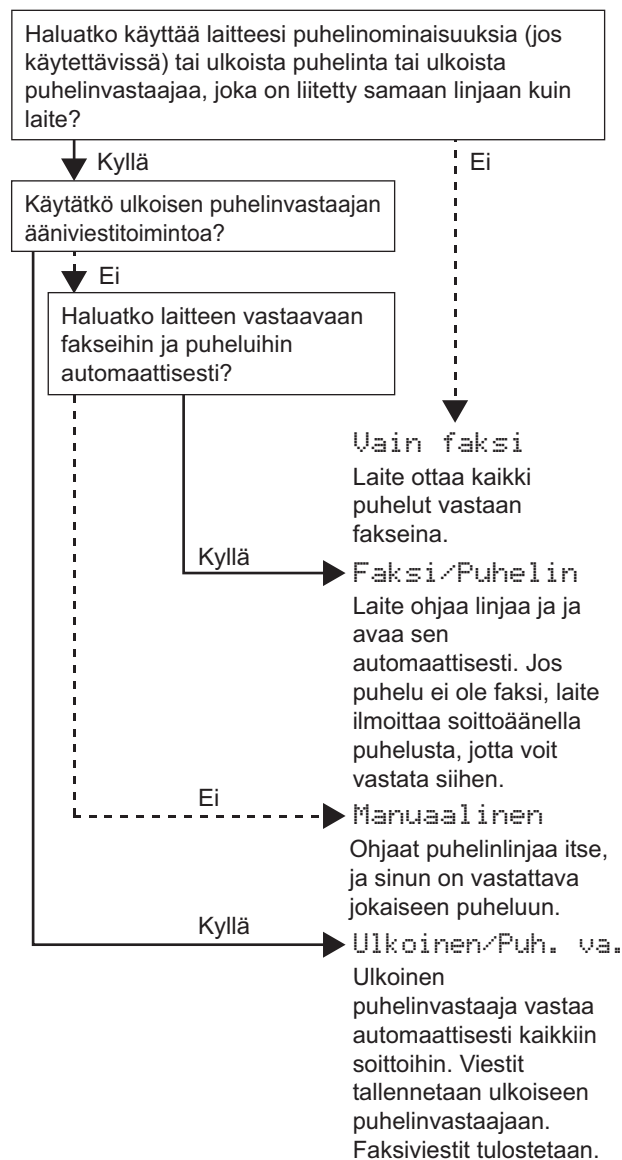 Haluatko käyttää laitteesi puhelinominaisuuksia (jos
käytettävissä) tai ulkoista puhelinta tai ulkoista
puhelinvastaajaa, joka on liitetty samaan linjaan kuin
laite?
Kyllä
Ei
Käytätkö ulkoisen puhelinvastaajan
ääniviestitoimintoa?
Ei
Haluatko laitteen vastaavaan
fakseihin ja puheluihin
automaattisesti?
Vain faksi
Laite ottaa kaikki
puhelut vastaan
fakseina.
Kyllä
Faksi/Puhelin
Laite ohjaa linjaa ja ja
avaa sen
automaattisesti. Jos
puhelu ei ole faksi, laite
ilmoittaa soittoäänella
puhelusta, jotta voit
vastata siihen.
Ei
Manuaalinen
Ohjaat puhelinlinjaa itse,
ja sinun on vastattava
jokaiseen puheluun.
Kyllä
Ulkoinen/Puh. va.
Ulkoinen
puhelinvastaaja vastaa
automaattisesti kaikkiin
soittoihin. Viestit
tallennetaan ulkoiseen
puhelinvastaajaan.
Faksiviestit tulostetaan.